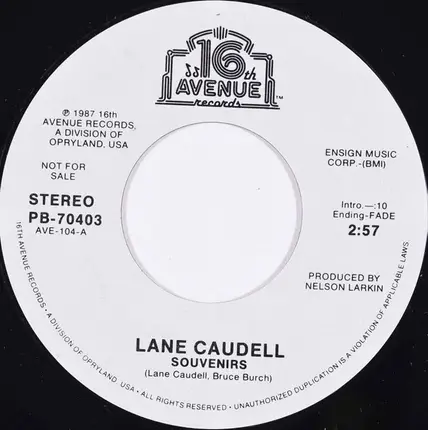 16th
AVENUE
records
TM
℗ 1987 16th
AVENUE RECORDS,
A DIVISION OF
OPRYLAND, USA
NOT FOR
SALE
STEREO
PB-70403
AVE-104-A
ENSIGN MUSIC
CORP.-(BMI)
Intro.—:10
Ending-FADE
2:57
PRODUCED BY
NELSON LARKIN
LANE CAUDELL
SOUVENIRS
(Lane Caudell, Bruce Burch)
16TH AVENUE RECORDS - A DIVISION OF OPRYLAND, USA • ALL RIGHTS RESERVED - UNAUTHORIZED DUPLICATION IS A VIOLATION OF APPLICABLE LAWS